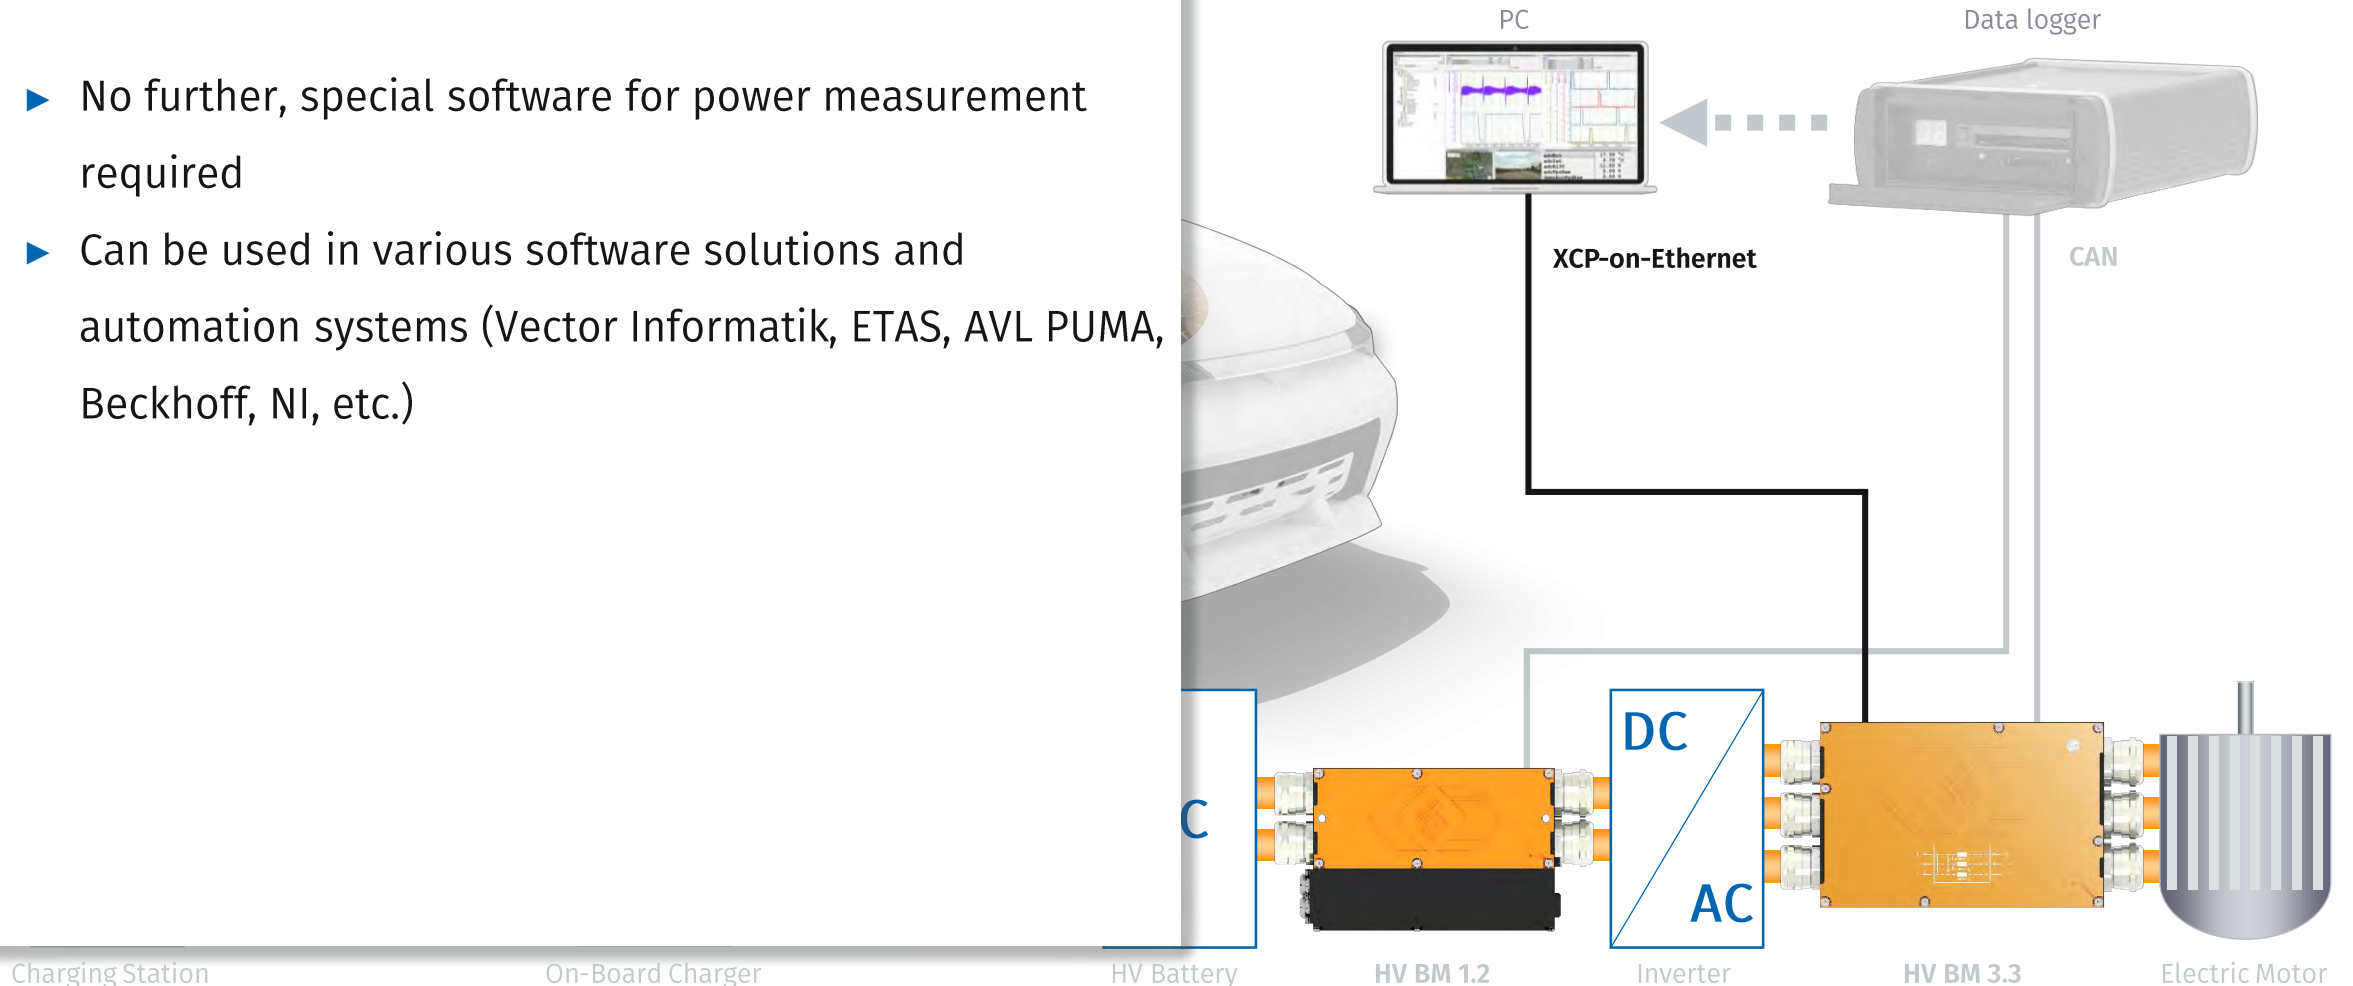 PC
Data logger
► No further, special software for power measurement
required
► Can be used in various software solutions and
automation systems (Vector Informatik, ETAS, AVL PUMA,
Beckhoff, NI, etc.)
XCP-on-Ethernet
CAN
C
DC
AC
Charging Station
On-Board Charger
HV Battery
HV BM 1.2
Inverter
HV BM 3.3
Electric Motor